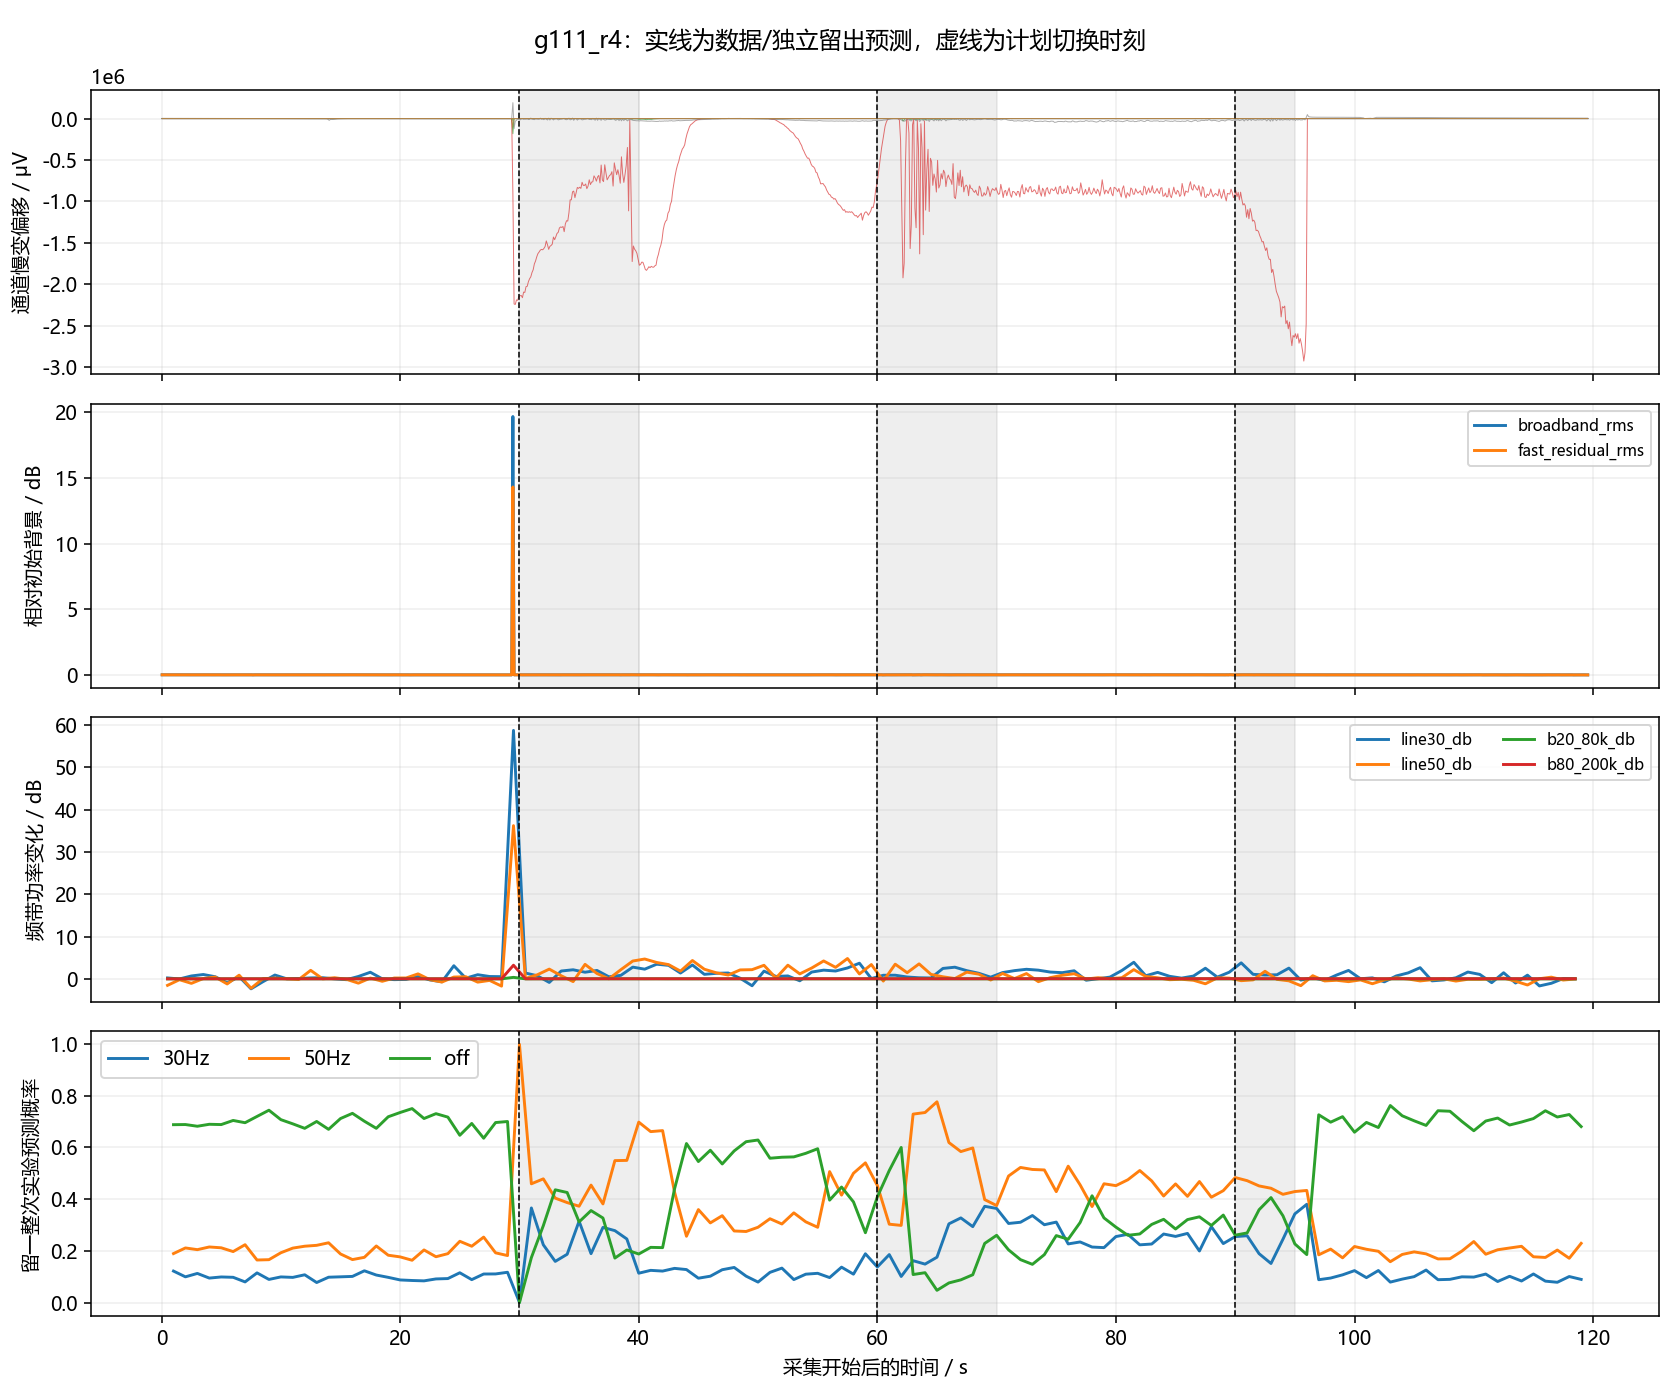 g111_r4：实线为数据/独立留出预测，虚线为计划切换时刻
1e6
0.0
-0.5
-1.0
-1.5
-2.0
-2.5
-3.0
通道慢变偏移 / μV
20
15
10
5
0
相对初始背景 / dB
broadband_rms
fast_residual_rms
60
50
40
30
20
10
0
频带功率变化 / dB
line30_db
line50_db
b20_80k_db
b80_200k_db
1.0
0.8
0.6
0.4
0.2
0.0
留一整次实验预测概率
30Hz 50Hz off
0 20 40 60 80 100 120
采集开始后的时间 / s